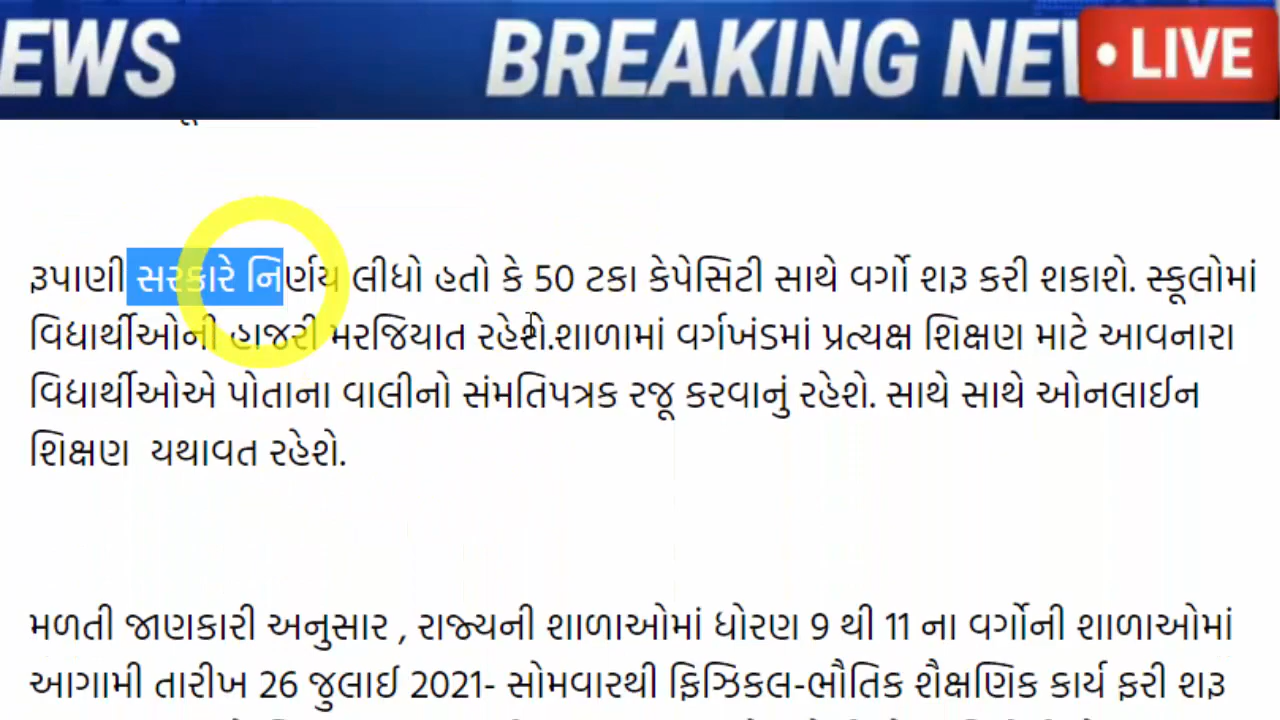 EWS BREAKING NEW • LIVE
રૂપાણી સરકારે નિર્ણય લીધો હતો કે 50 ટકા કેપેસિટી સાથે વર્ગો શરૂ કરી શકાશે. સ્કૂલોમાં
વિદ્યાર્થીઓની હાજરી મરજિયાત રહેશે.શાળામાં વર્ગખંડમાં પ્રત્યક્ષ શિક્ષણ માટે આવનારા
વિદ્યાર્થીઓએ પોતાના વાલીનો સંમતિપત્રક રજૂ કરવાનું રહેશે. સાથે સાથે ઓનલાઈન
શિક્ષણ યથાવત રહેશે.
મળતી જાણકારી અનુસાર , રાજ્યની શાળાઓમાં ધોરણ 9 થી 11 ના વર્ગોની શાળાઓમાં
આગામી તારીખ 26 જુલાઈ 2021- સોમવારથી ફિઝિકલ-ભૌતિક શૈક્ષણિક કાર્ય ફરી શરૂ